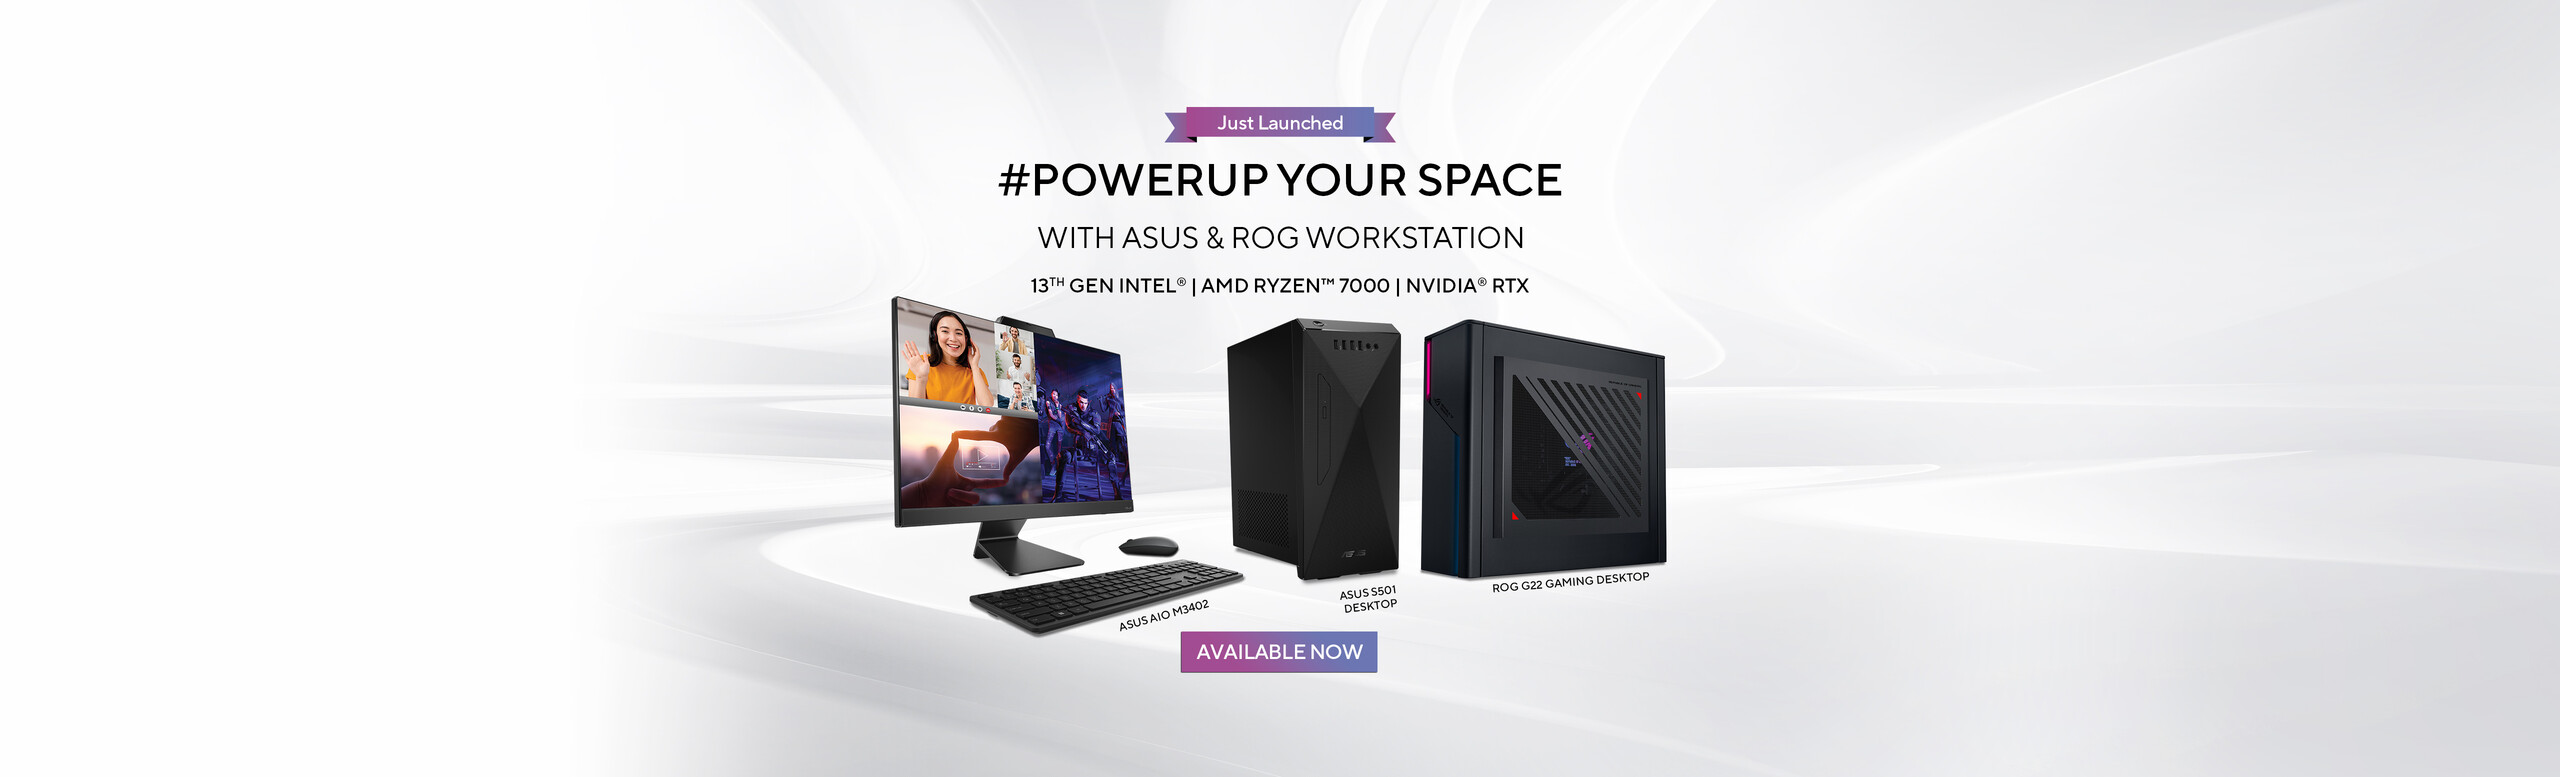 Just Launched
#POWERUP YOUR SPACE
WITH ASUS & ROG WORKSTATION
13TH GEN INTEL® | AMD RYZEN™ 7000 | NVIDIA® RTX
ASUS AIO M3402
ASUS S501
DESKTOP
ROG G22 GAMING DESKTOP
ASUS
AVAILABLE NOW